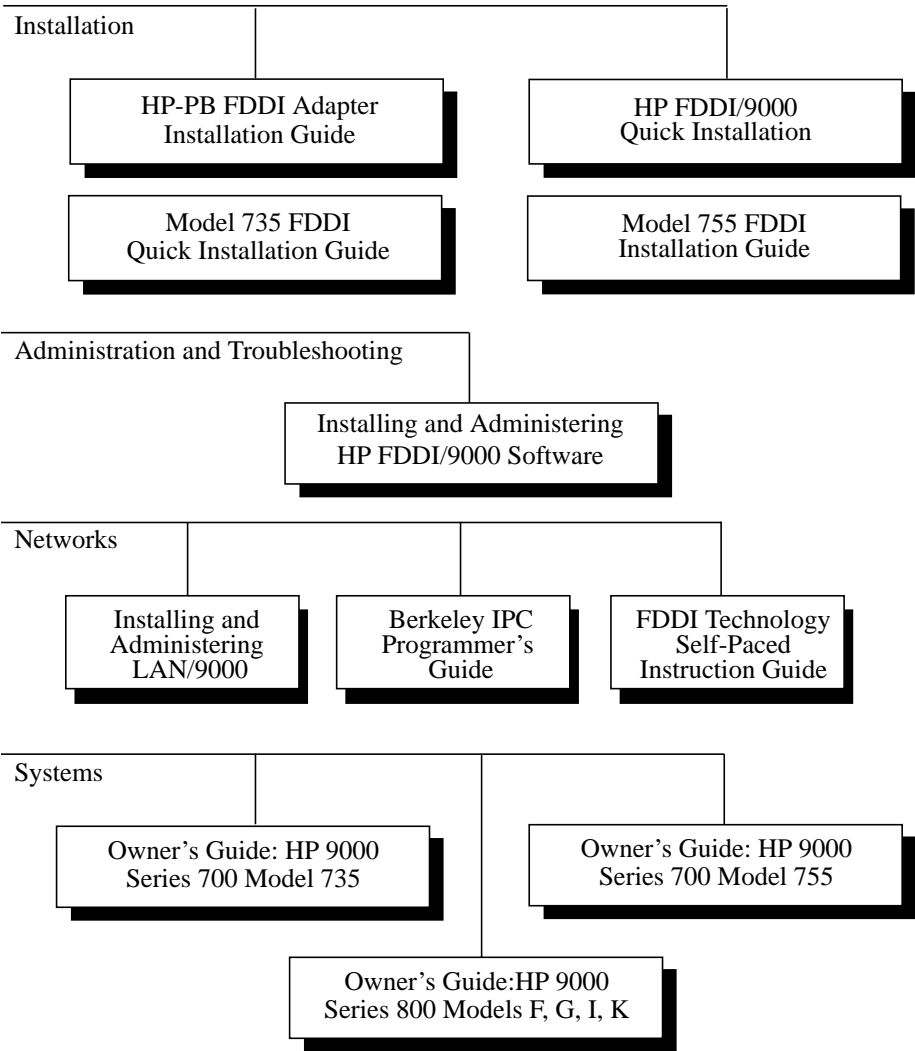 Installation
HP-PB FDDI Adapter
Installation Guide
HP FDDI/9000
Quick Installation
Model 735 FDDI
Quick Installation Guide
Model 755 FDDI
Installation Guide
Administration and Troubleshooting
Installing and Administering
HP FDDI/9000 Software
Networks
Installing and
Administering
LAN/9000
Berkeley IPC
Programmer’s
Guide
FDDI Technology
Self-Paced
Instruction Guide
Systems
Owner’s Guide: HP 9000
Series 700 Model 735
Owner’s Guide: HP 9000
Series 700 Model 755
Owner’s Guide:HP 9000
Series 800 Models F, G, I, K